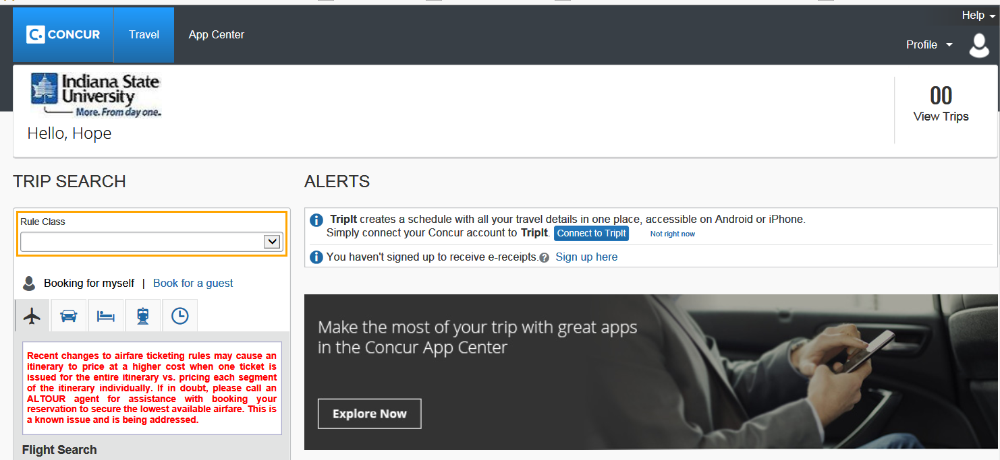 Help
CONCUR
Travel
App Center
Profile
Indiana State
University
More. From day one.
Hello, Hope
00
View Trips
TRIP SEARCH
Rule Class
Booking for myself | Book for a guest
Recent changes to airfare ticketing rules may cause an
itinerary to price at a higher cost when one ticket is
issued for the entire itinerary vs. pricing each segment
of the itinerary individually. If in doubt, please call an
ALTOUR agent for assistance with booking your
reservation to secure the lowest available airfare. This is
a known issue and is being addressed.
Flight Search
ALERTS
TripIt creates a schedule with all your travel details in one place, accessible on Android or iPhone.
Simply connect your Concur account to TripIt. Connect to TripIt Not right now
You haven't signed up to receive e-receipts. Sign up here
Make the most of your trip with great apps
in the Concur App Center
Explore Now